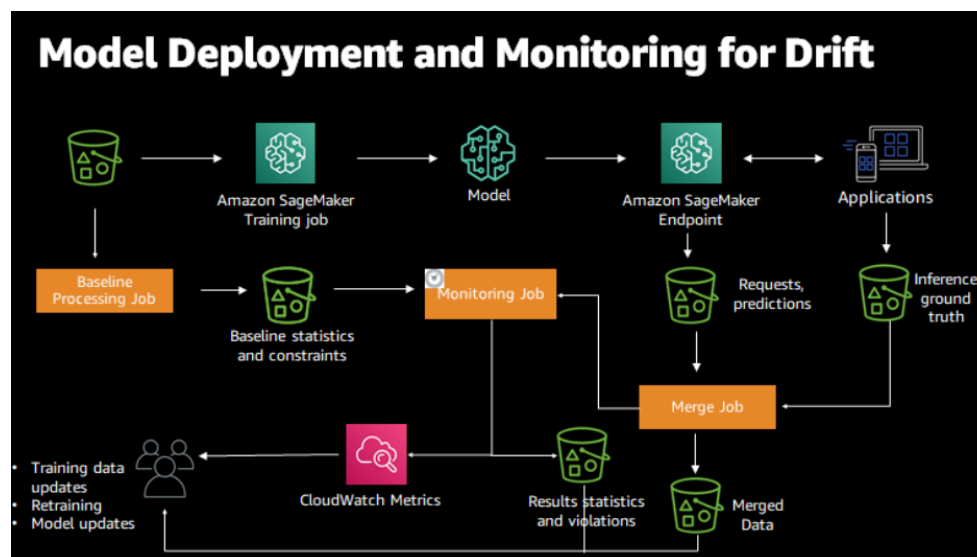 Model Deployment and Monitoring for Drift
Amazon SageMaker
Training job
Model
Amazon SageMaker
Endpoint
Applications
Baseline
Processing Job
Baseline statistics
and constraints
Monitoring Job
Requests,
predictions
Inference
ground
truth
Merge Job
• Training data
updates
• Retraining
• Model updates
CloudWatch Metrics
Results statistics
and violations
Merged
Data